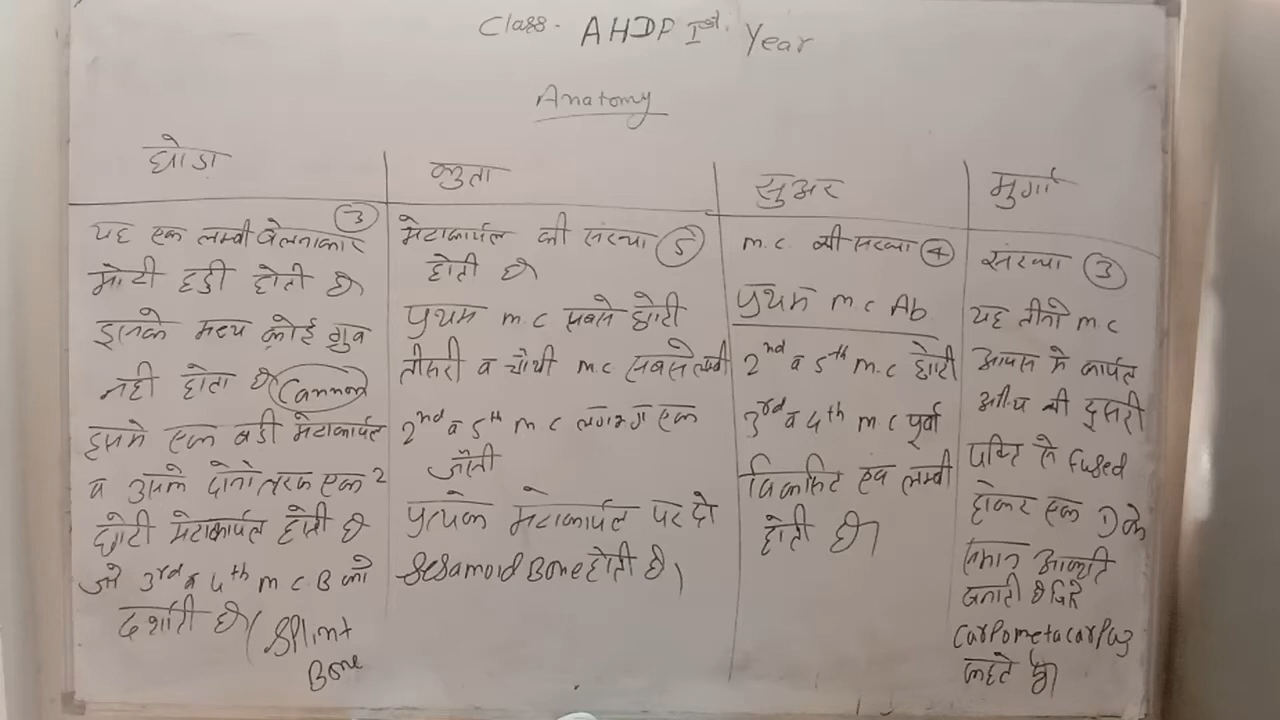 Class- AHDP Ist Year
Anatomy
घोडा
③
यह एक लम्बी बेलनाकार
मोटी हडी होती है
इसके मध्य कोई ग्रुव
नही होता है Cannon
इसमे एक बडी मेटाकार्पल
व उसके दोनो तरफ एक 2
छोटी मेटाकार्पल होती है
जो 3rd व 4th m.c.B को
दर्शाती है। (Splint
Bone
कुता
मेटाकार्पल की संख्या ⑤
होती है
प्रथम m.c सबसे छोटी
तीसरी व चौथी m.c सबसे लम्बी
2nd व 5th m.c लगभग एक
जैसी
प्रत्येक मेटाकार्पल पर दो
Sesamoid Bone होती है।
सुअर
m.c. की संख्या ④
प्रथम m.c Ab.
2nd व 5th m.c छोटी
3rd व 4th m.c पूर्ण
विकसित एवं लम्बी
होती है।
मुर्गा
संख्या ③
यह तीनो m.c
आपस मे कार्पल
अस्थि की दुसरी
पंक्ति से fused
होकर एक D के
समान आकृति
बनाती है जिसे
Carpometacarpus
कहते है।